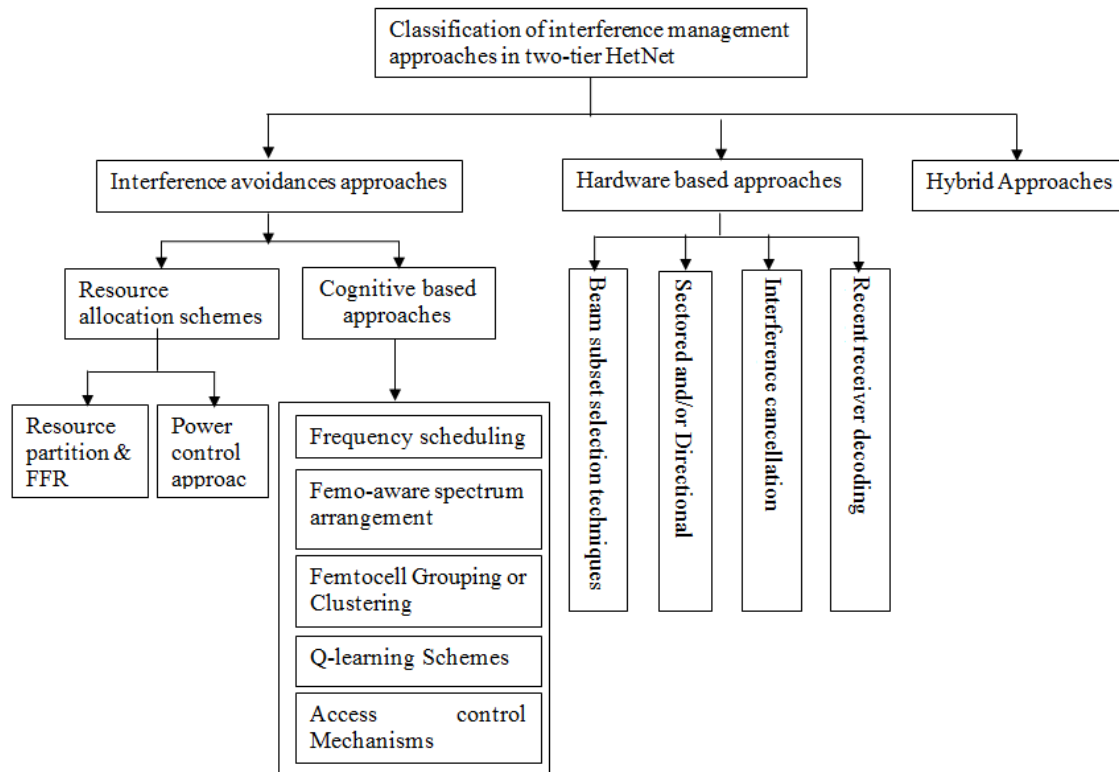 Classification of interference management
approaches in two-tier HetNet
Interference avoidances approaches
Hardware based approaches
Hybrid Approaches
Resource
allocation schemes
Cognitive based
approaches
Beam subset selection techniques
Sectored and/or Directional
Interference cancellation
Recent receiver decoding
Resource
partition &
FFR
Power
control
approac
Frequency scheduling
Femo-aware spectrum
arrangement
Femtocell Grouping or
Clustering
Q-learning Schemes
Access control
Mechanisms